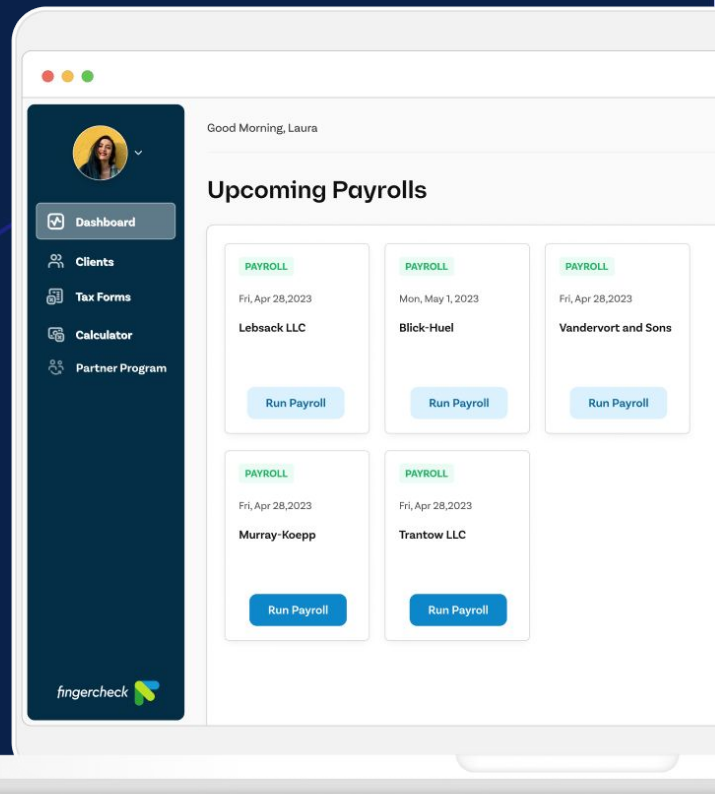 Good Morning, Laura
Upcoming Payrolls
Dashboard
Clients
Tax Forms
Calculator
Partner Program
PAYROLL
Fri, Apr 28,2023
Lebsack LLC
Run Payroll
PAYROLL
Mon, May 1, 2023
Blick-Huel
Run Payroll
PAYROLL
Fri, Apr 28,2023
Vandervort and Sons
Run Payroll
PAYROLL
Fri, Apr 28,2023
Murray-Koepp
Run Payroll
PAYROLL
Fri, Apr 28,2023
Trantow LLC
Run Payroll
fingercheck